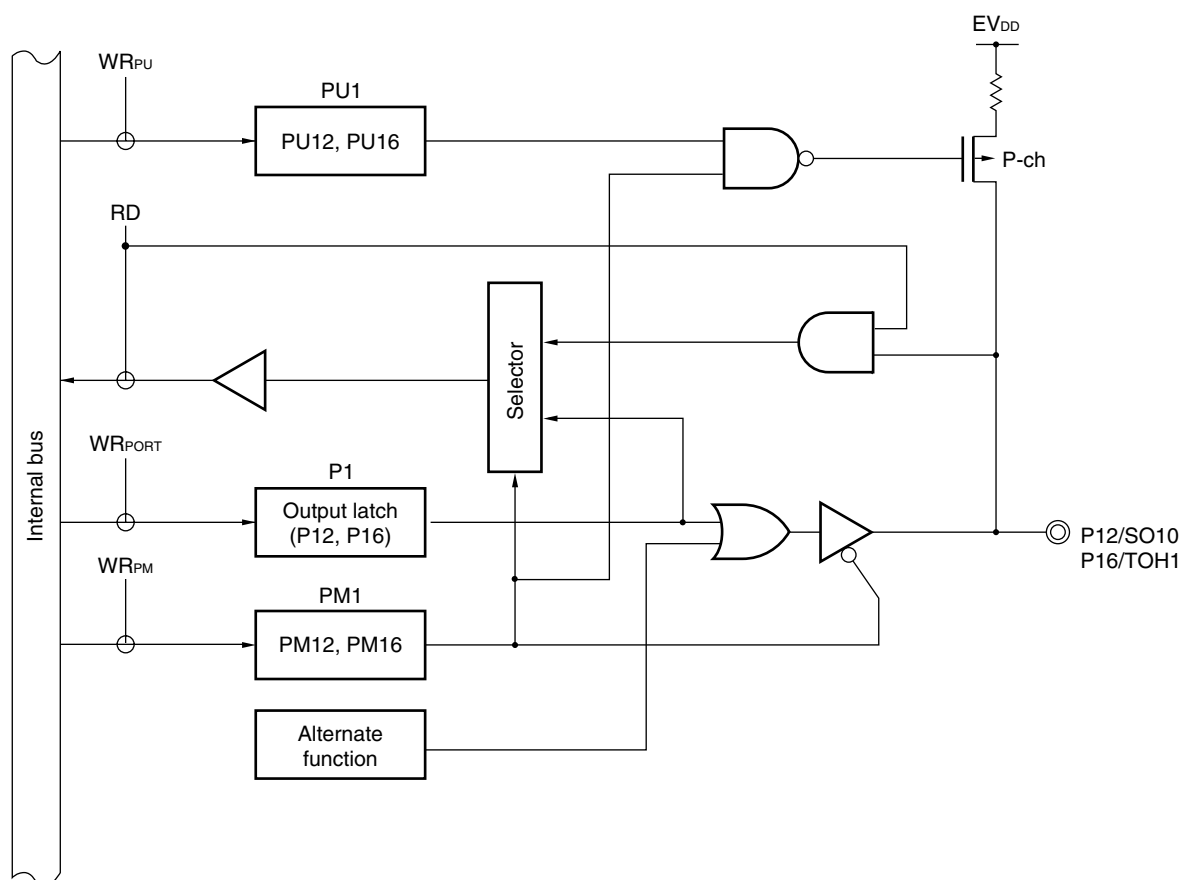 EVDD
WRPU
PU1
PU12, PU16
P-ch
RD
Selector
Internal bus
WRPORT
P1
Output latch
(P12, P16)
P12/SO10
P16/TOH1
WRPM
PM1
PM12, PM16
Alternate
function